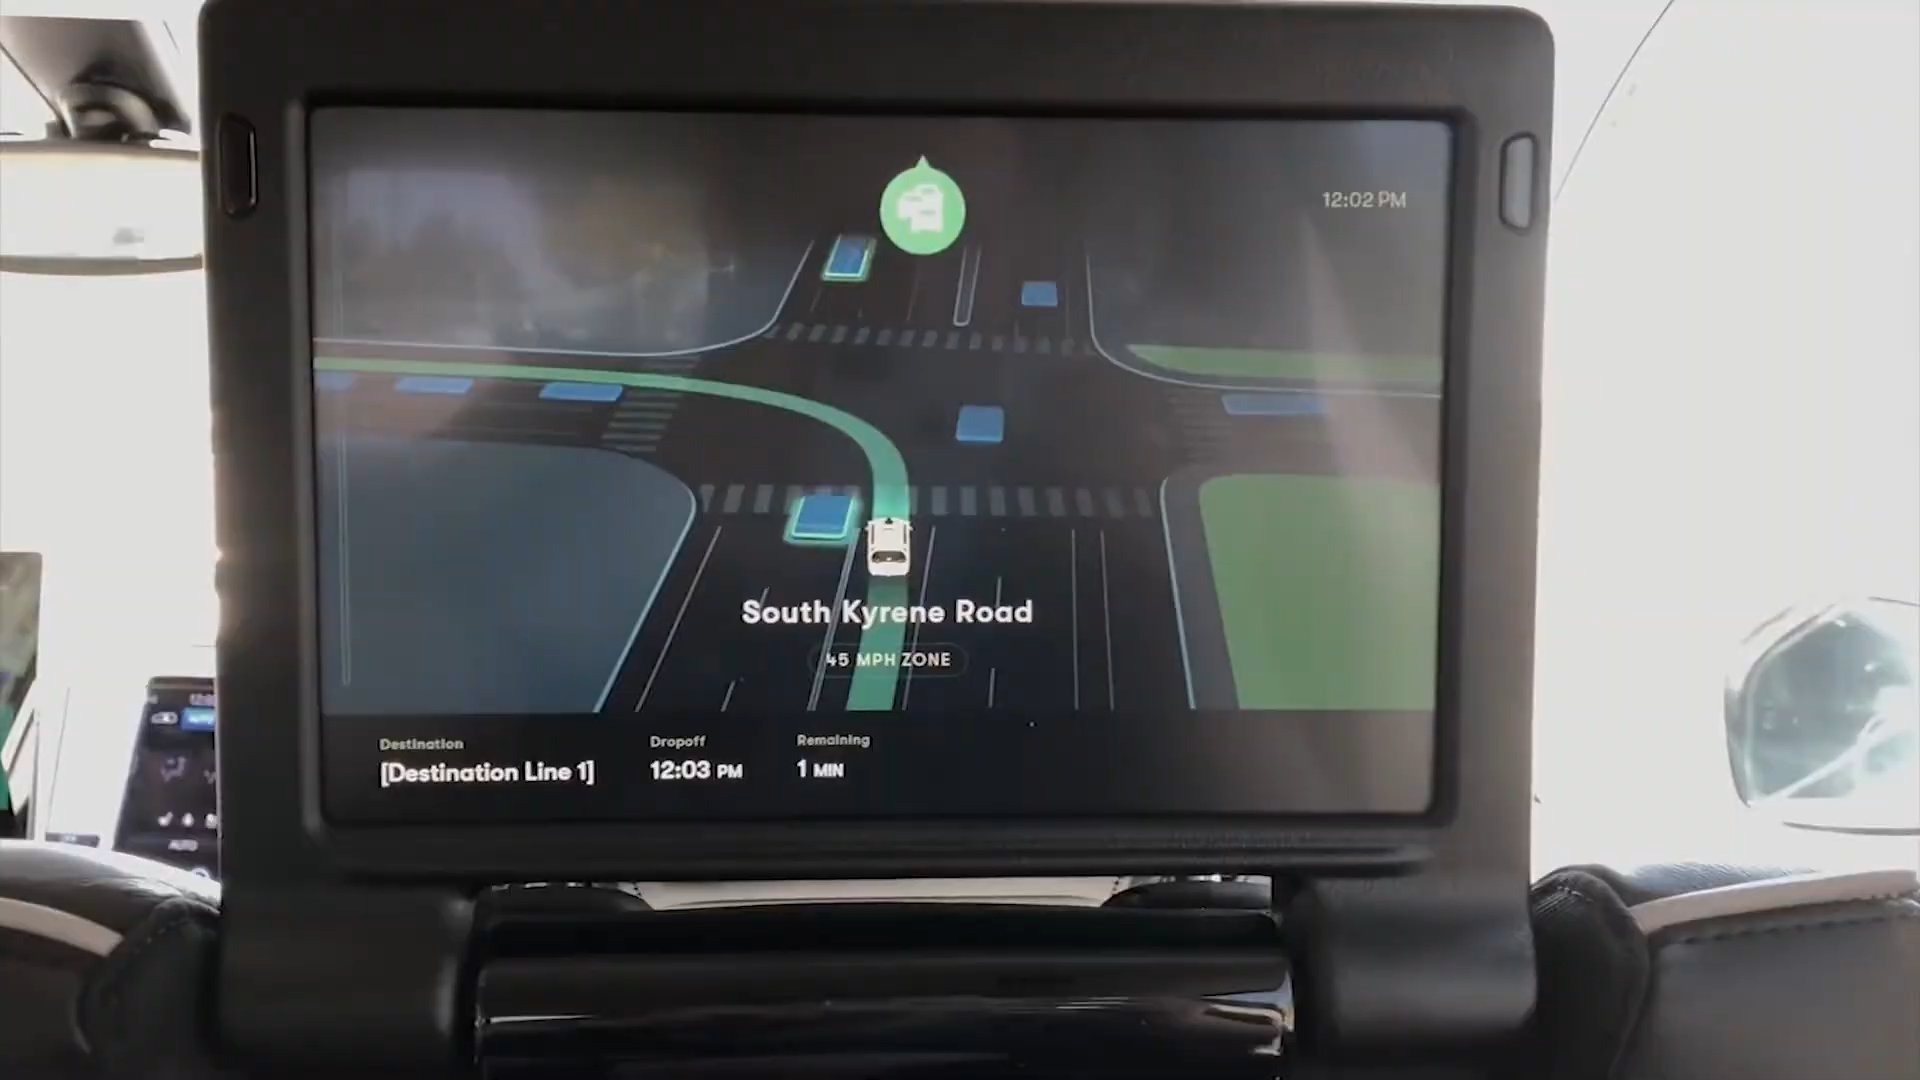 12:02 PM
South Kyrene Road
45 MPH ZONE
Destination
Dropoff
Remaining
[Destination Line 1]
12:03 PM
1 MIN
AUTO